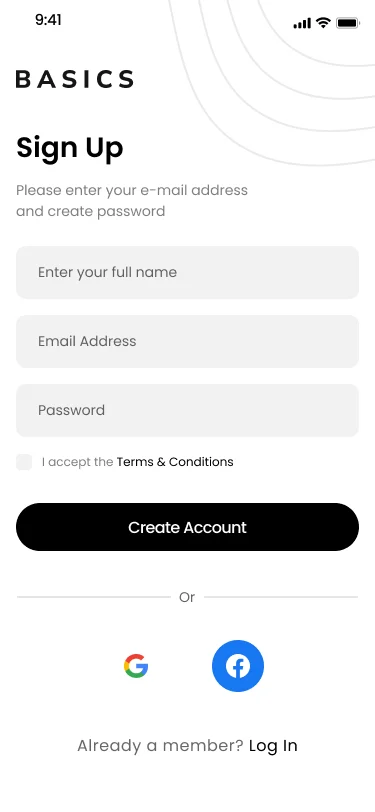 9:41
BASICS
Sign Up
Please enter your e-mail address
and create password
Enter your full name
Email Address
Password
I accept the Terms & Conditions
Create Account
Or
Already a member? Log In